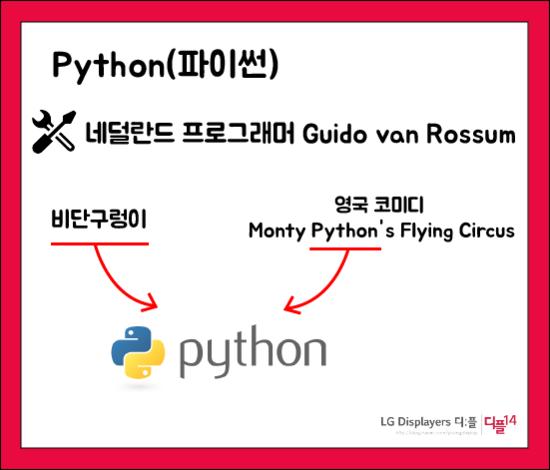 Python(파이썬)
네덜란드 프로그래머 Guido van Rossum
비단구렁이
영국 코미디
Monty Python's Flying Circus
python
LG Displayers 디:플 디플14